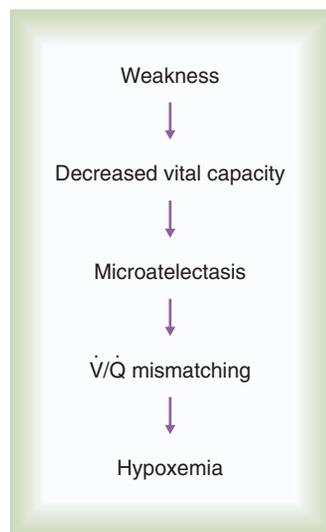 Weakness
Decreased vital capacity
Microatelectasis
V̇/Q̇ mismatching
Hypoxemia